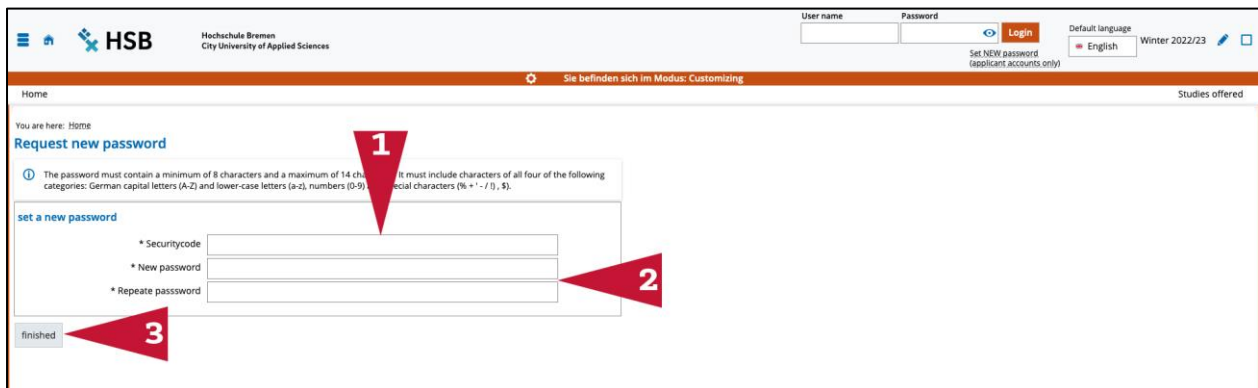 User name
Password
HSB
Hochschule Bremen
City University of Applied Sciences
Login
Default language
English
Winter 2022/23
Set NEW password
(applicant accounts only)
Sie befinden sich im Modus: Customizing
Home
Studies offered
You are here: Home
Request new password
1
The password must contain a minimum of 8 characters and a maximum of 14 It must include characters of all four of the following
categories: German capital letters (A-Z) and lower-case letters (a-z), numbers (0-9) special characters (% + ' - / !) , $).
set a new password
* Securitycode
* New password
2
* Repeate passsword
finished
3